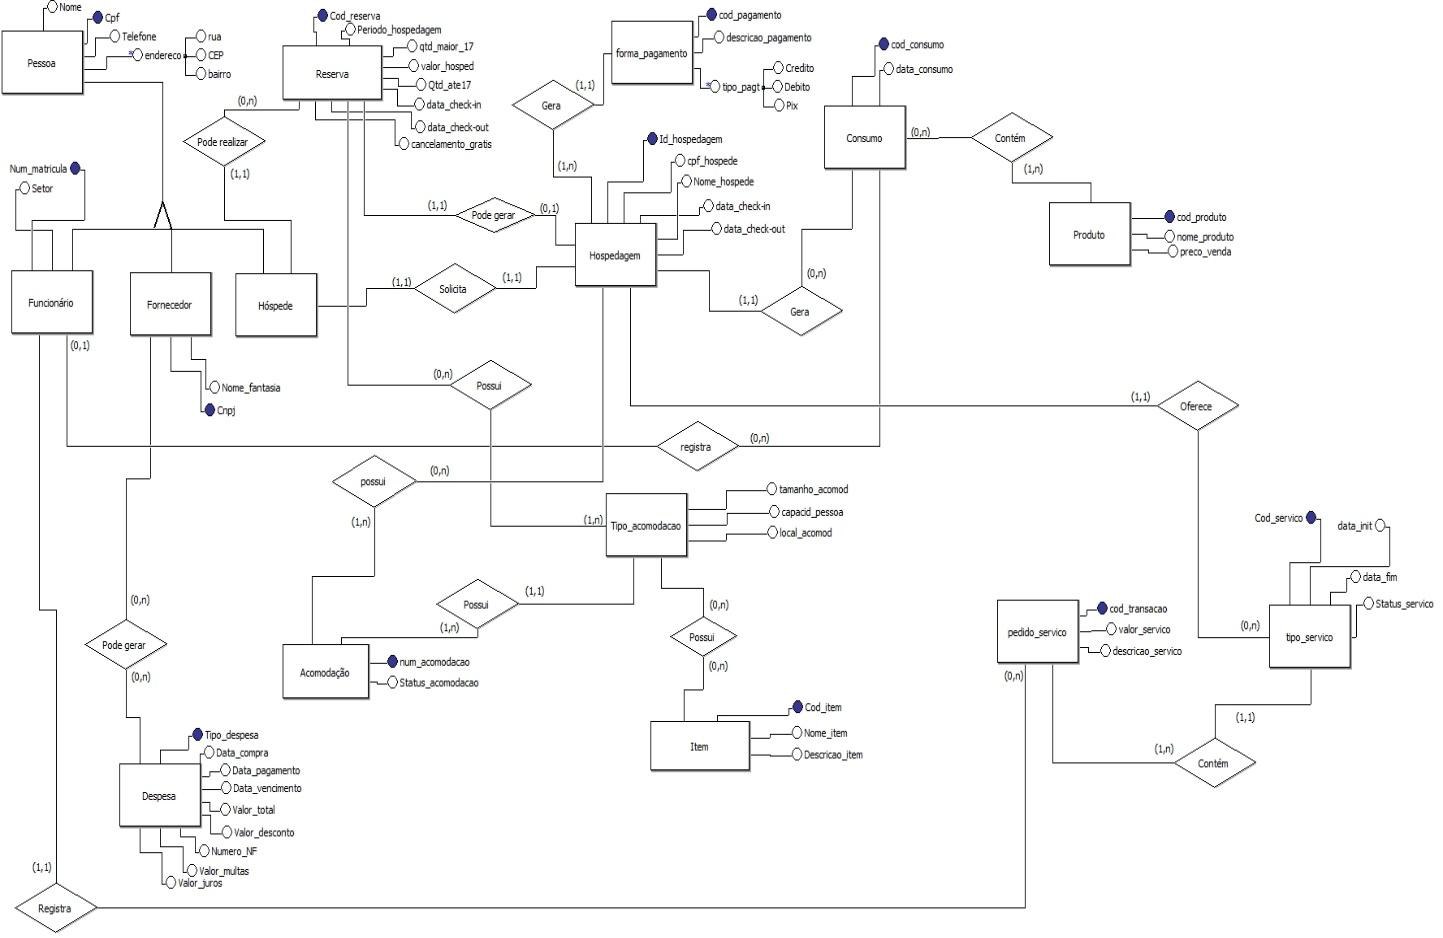 Nome
Cpf
Telefone
endereco
rua
CEP
bairro
Pessoa
Cod_reserva
Periodo_hospedagem
qtd_maior_17
valor_hosped
Qtd_ate17
data_check-in
data_check-out
cancelamento_gratis
Reserva
(0,n)
Pode realizar
(1,1)
cod_pagamento
descricao_pagamento
tipo_pagt
Credito
Debito
Pix
forma_pagamento
(1,1)
Gera
(1,n)
cod_consumo
data_consumo
Consumo
(0,n)
Contém
(1,n)
Produto
cod_produto
nome_produto
preco_venda
Num_matricula
Setor
Id_hospedagem
cpf_hospede
Nome_hospede
data_check-in
data_check-out
Hospedagem
(1,1)
Pode gerar
(0,1)
(1,1)
Solicita
(1,1)
(0,n)
(1,1)
Gera
Funcionário
Fornecedor
Hóspede
(0,1)
Nome_fantasia
Cnpj
(0,n)
Possui
(1,1)
Oferece
registra
(0,n)
possui
(0,n)
(1,n)
(1,n)
Tipo_acomodacao
tamanho_acomod
capacid_pessoa
local_acomod
Cod_servico
data_init
data_fim
Status_servico
tipo_servico
(0,n)
(0,n)
Pode gerar
(0,n)
Possui
(1,1)
(1,n)
(0,n)
Possui
(0,n)
pedido_servico
cod_transacao
valor_servico
descricao_servico
(0,n)
Acomodação
num_acomodacao
Status_acomodacao
Item
Cod_item
Nome_item
Descricao_item
(1,1)
(1,n)
Contém
Tipo_despesa
Data_compra
Data_pagamento
Data_vencimento
Valor_total
Valor_desconto
Numero_NF
Valor_multas
Valor_juros
Despesa
(1,1)
Registra